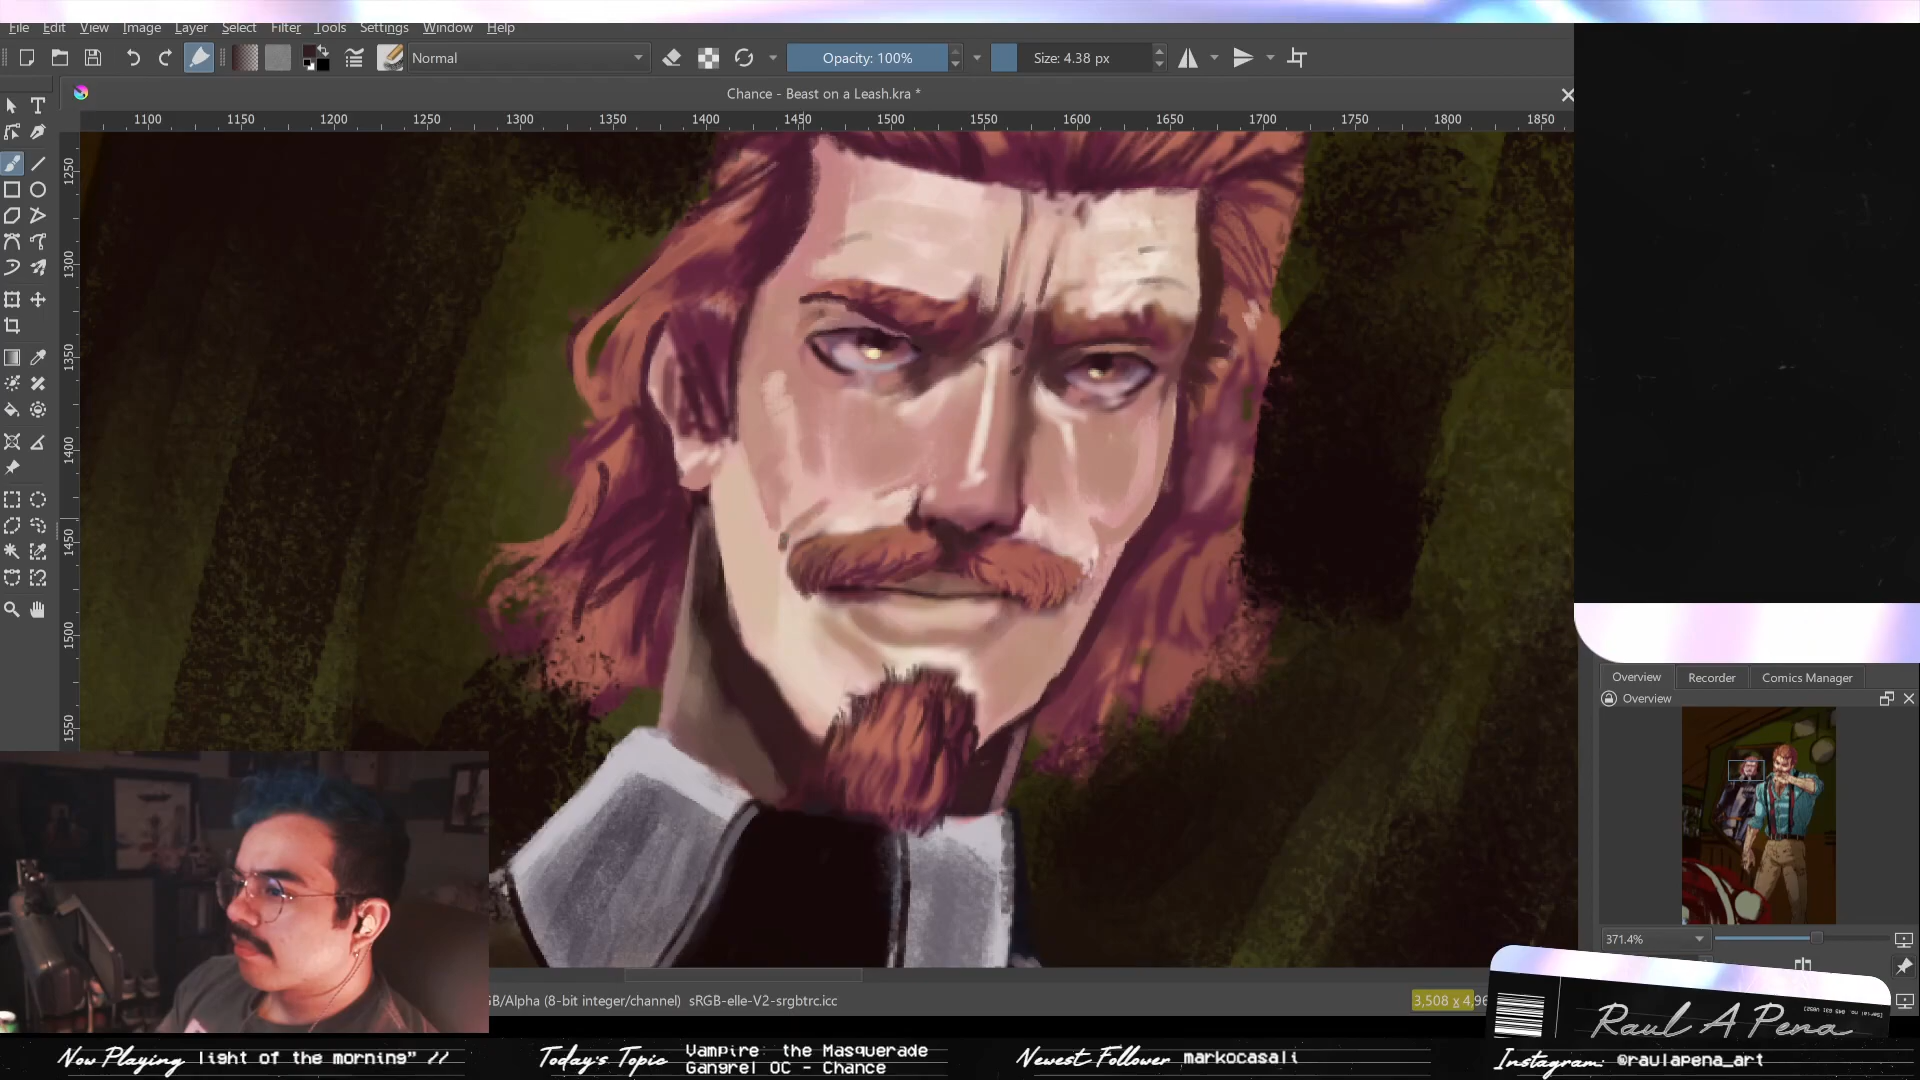 File Edit View Image Layer Select Filter Tools Settings Window Help
Normal
Opacity: 100%
Size: 4.38 px
Chance - Beast on a Leash.kra *
1100 1150 1200 1250 1300 1350 1400 1450 1500 1550 1600 1650 1700 1750 1800 1850
1250
1300
1350
1400
1450
1500
1550
Overview Recorder Comics Manager
Overview
371.4%
GB/Alpha (8-bit integer/channel) sRGB-elle-V2-srgbtrc.icc
3,508 x 4,96
Raul A Pena
Now Playing light of the morning" //
Today's Topic Vampire: the Masquerade
Gangrel OC - Chance
Newest Follower markocasali
Instagram: @raulapena_art